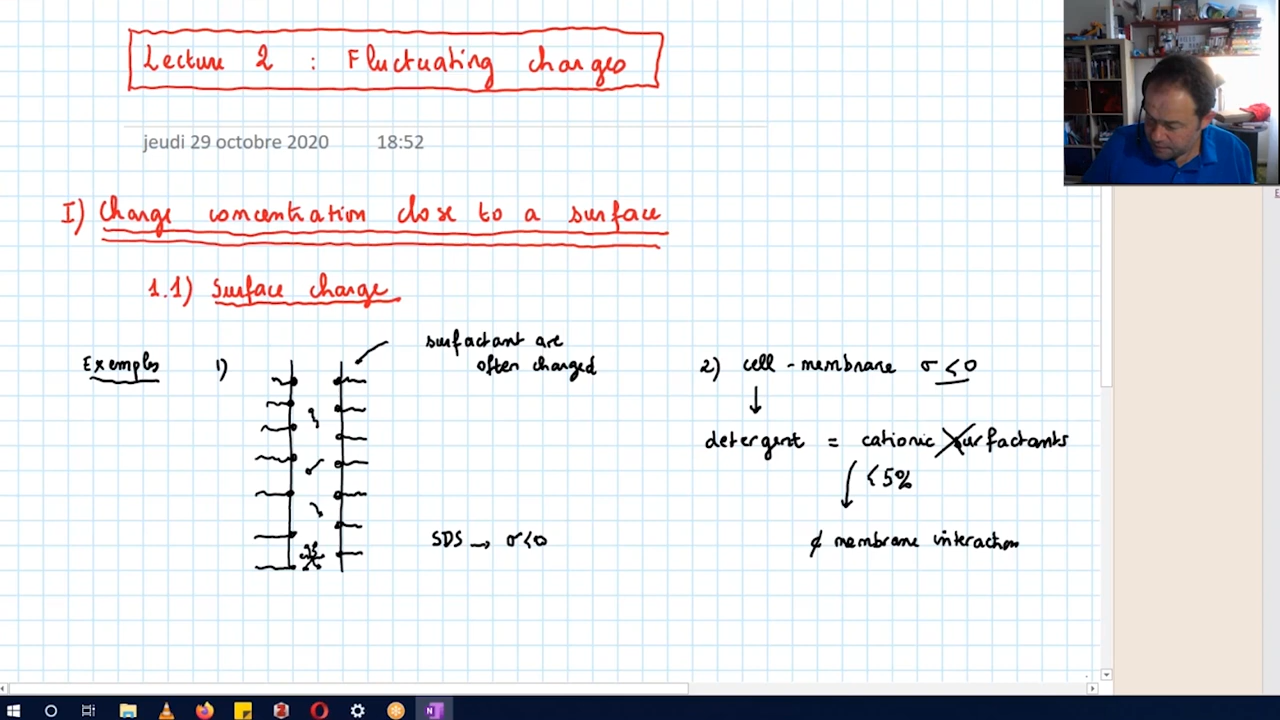 Lecture 2 : Fluctuating charges
jeudi 29 octobre 2020 18:52
I) Charge concentration close to a surface
1.1) Surface charge
Exemples 1)
surfactant are
often charged
SDS → σ<0
2) cell-membrane σ<0
↓
detergent = cationic surfactants
<5%
∅ membrane interaction